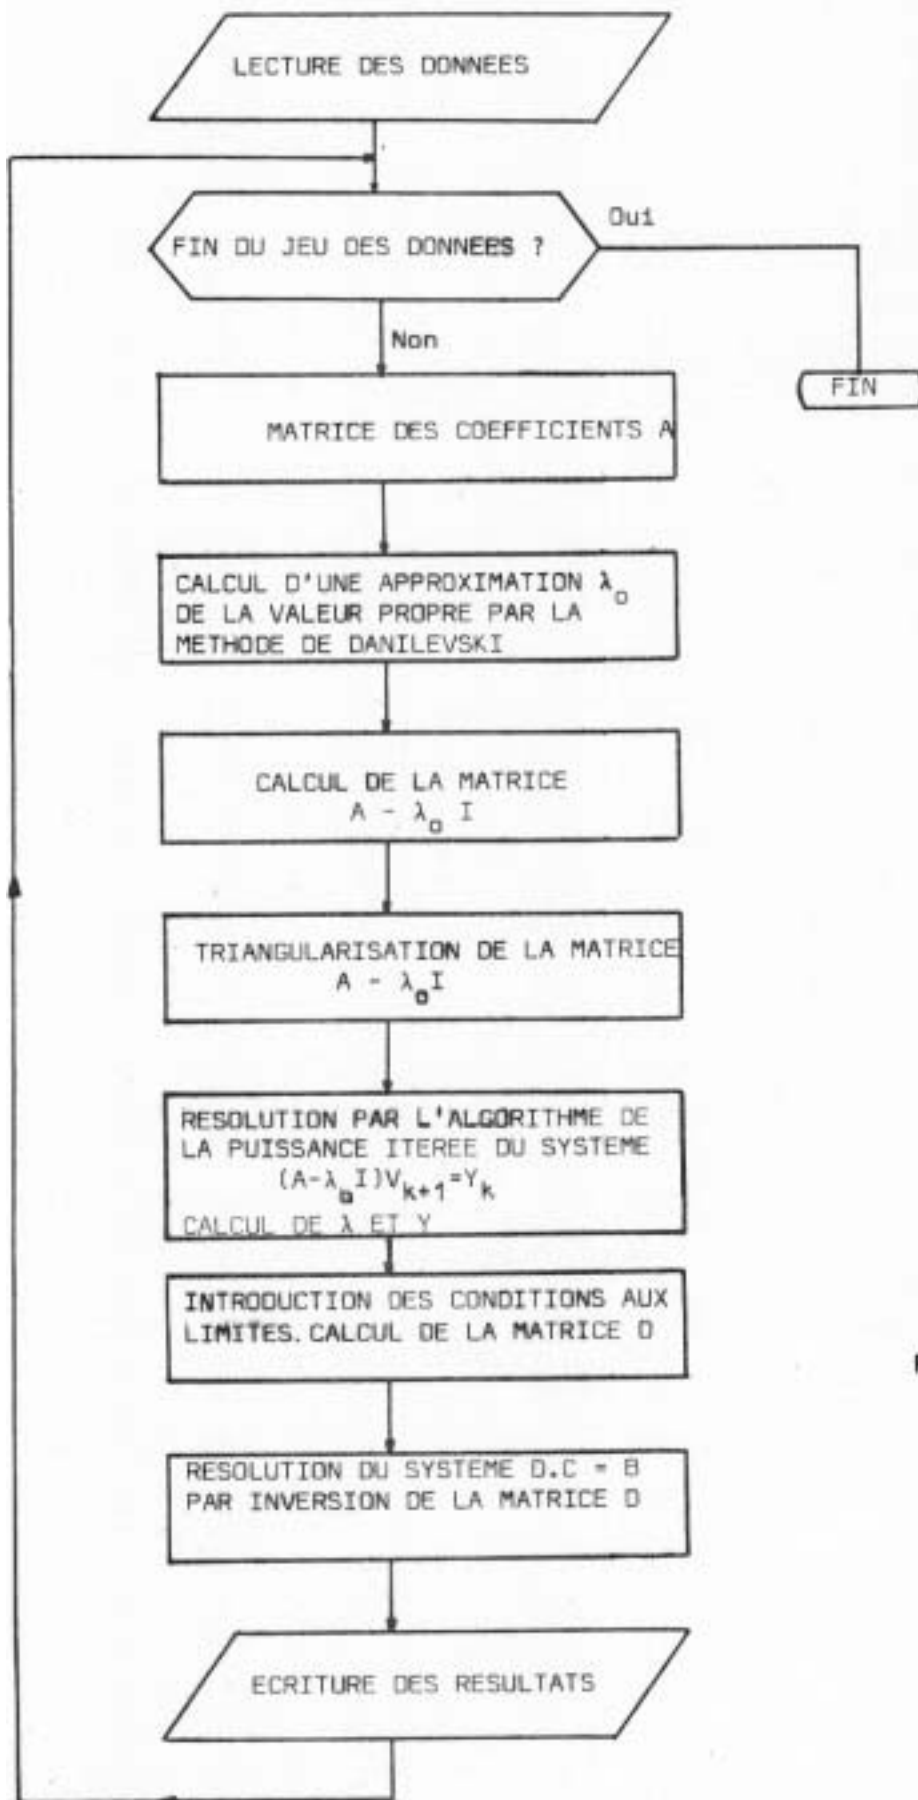 LECTURE DES DONNEES
FIN DU JEU DES DONNEES ?
Oui
Non
FIN
MATRICE DES COEFFICIENTS A
CALCUL D'UNE APPROXIMATION λ₀
DE LA VALEUR PROPRE PAR LA
METHODE DE DANILEVSKI
CALCUL DE LA MATRICE
A - λ₀ I
TRIANGULARISATION DE LA MATRICE
A - λ₀I
RESOLUTION PAR L'ALGORITHME DE
LA PUISSANCE ITEREE DU SYSTEME
(A-λ₀I)Vₖ₊₁=Yₖ
CALCUL DE λ ET Y
INTRODUCTION DES CONDITIONS AUX
LIMITES.CALCUL DE LA MATRICE D
RESOLUTION DU SYSTEME D.C = B
PAR INVERSION DE LA MATRICE D
ECRITURE DES RESULTATS